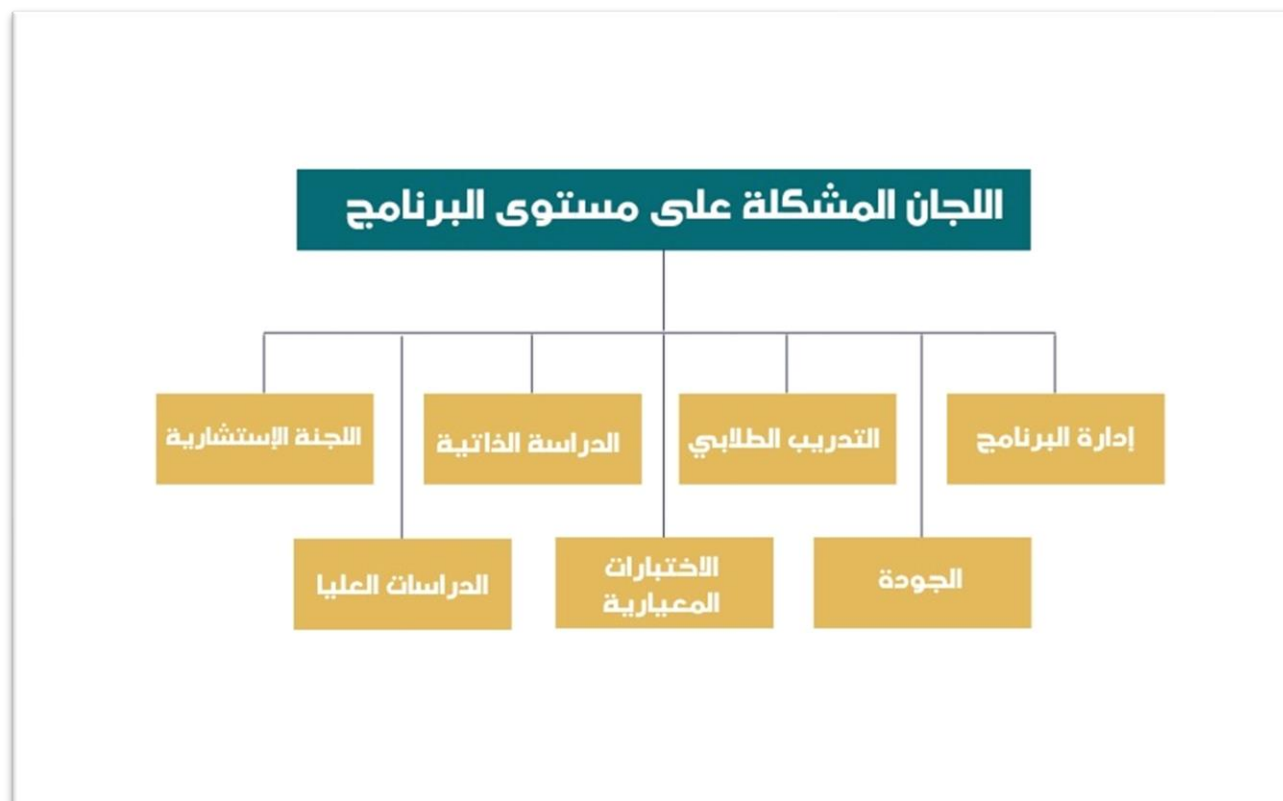 اللجان المشكلة على مستوى البرنامج
إدارة البرنامج
التدريب الطلابي
الدراسة الذاتية
اللجنة الإستشارية
الجودة
الاختبارات
المعيارية
الدراسات العليا